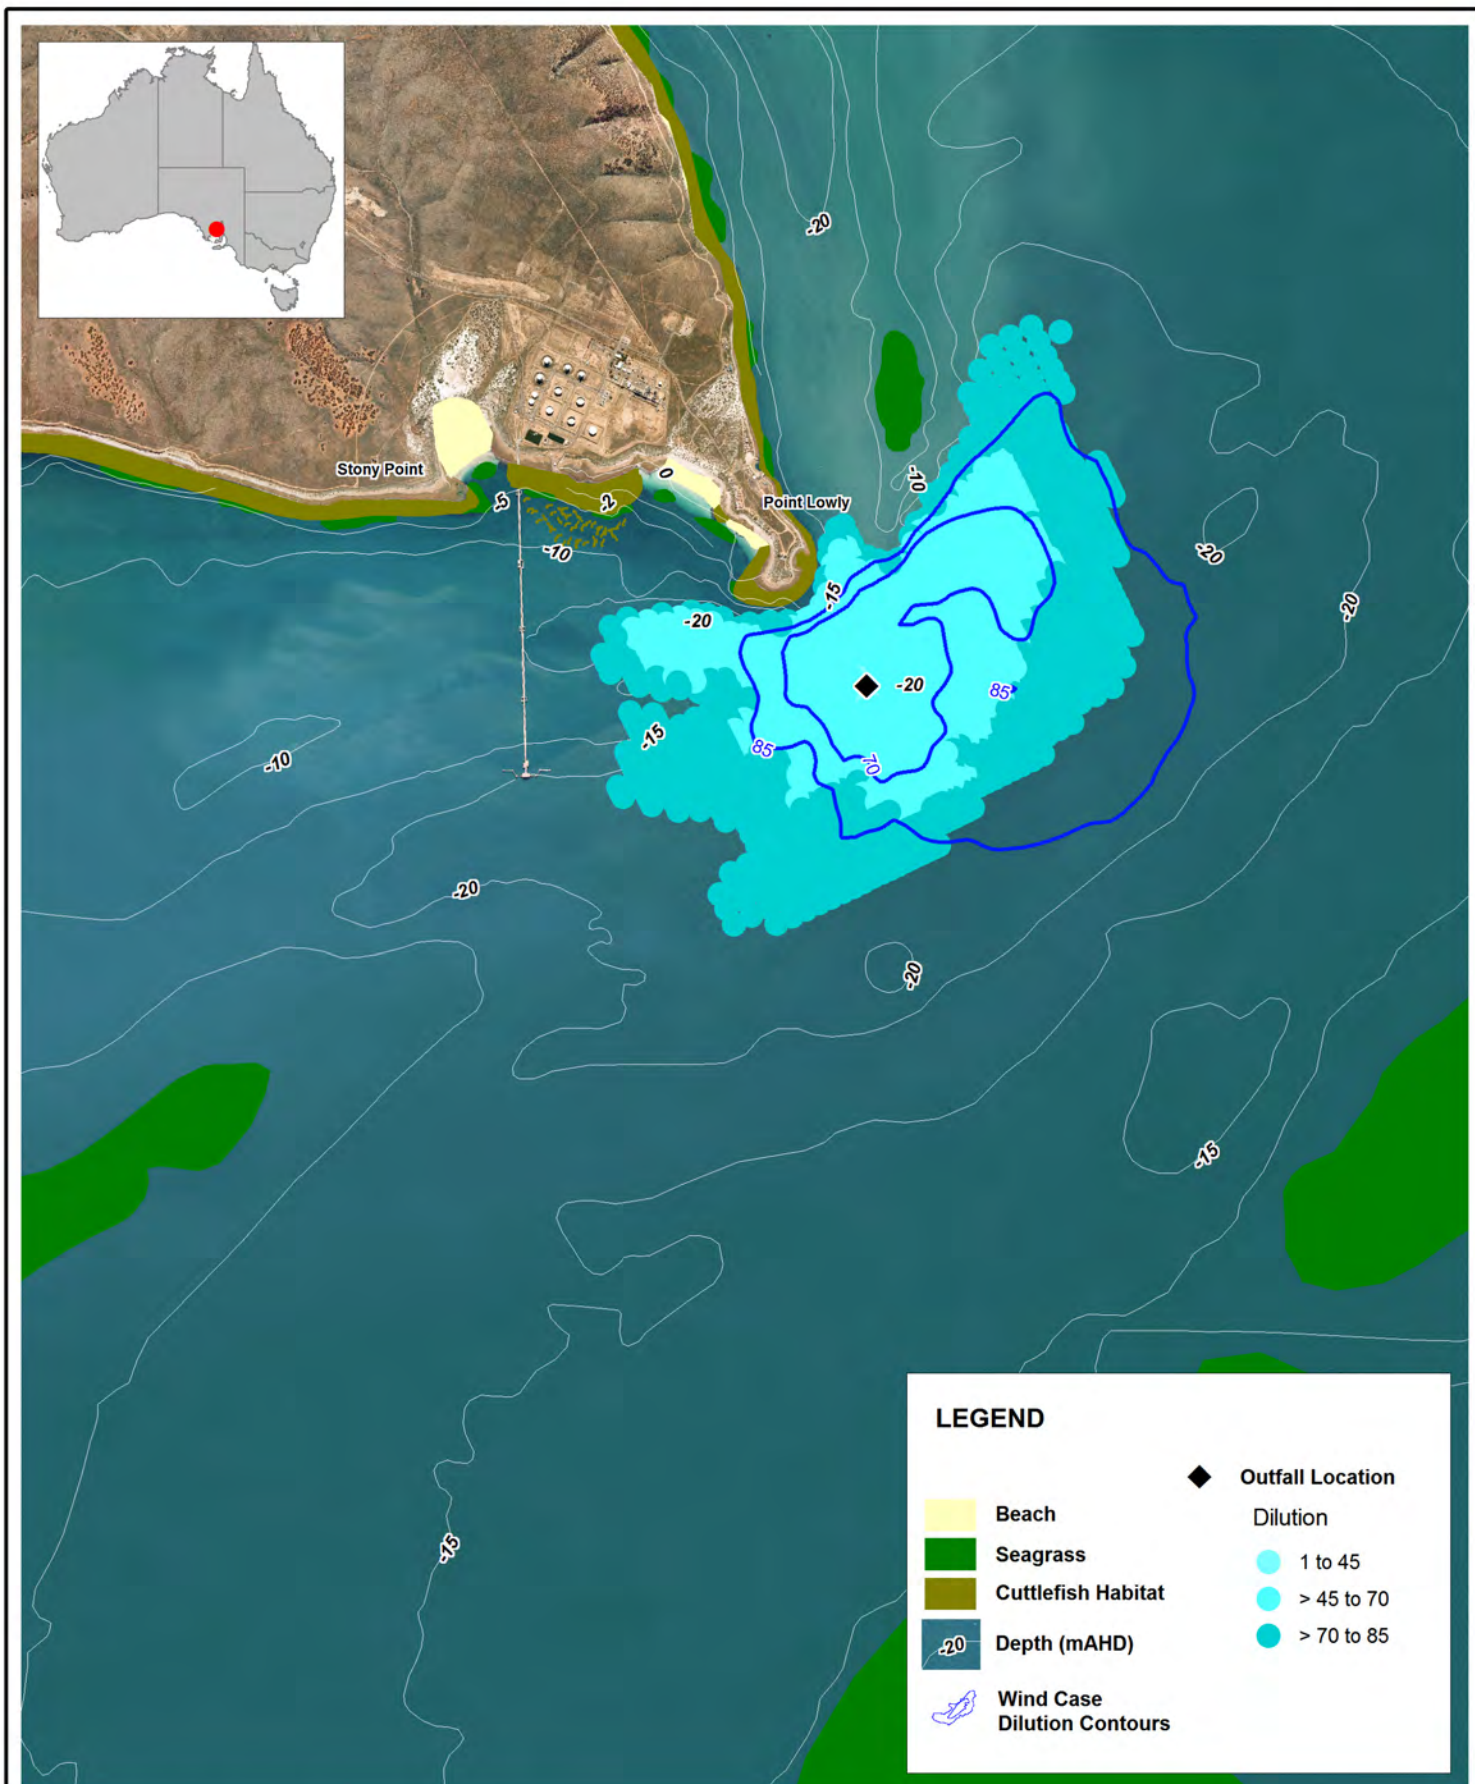 -20
Stony Point
0
-5
-2
-10
Point Lowly
-10
-20
-15
-20
-20
-20
85
-15
85
70
-10
-20
-20
-15
-15
LEGEND
Outfall Location
Beach
Dilution
Seagrass
1 to 45
Cuttlefish Habitat
> 45 to 70
-20
Depth (mAHD)
> 70 to 85
Wind Case
Dilution Contours